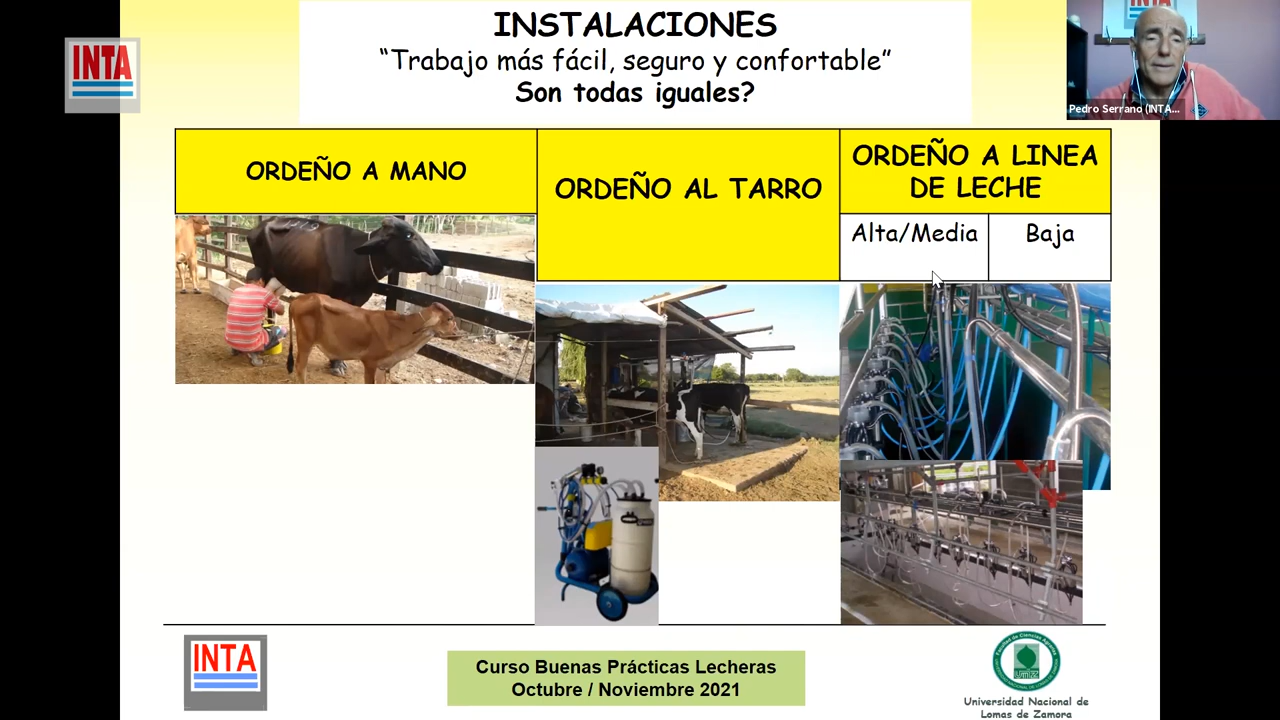 INSTALACIONES
“Trabajo más fácil, seguro y confortable”
Son todas iguales?
INTA
INTA
Pedro Serrano (INTA...
ORDEÑO A MANO
ORDEÑO AL TARRO
ORDEÑO A LINEA
DE LECHE
Alta/Media
Baja
INTA
Curso Buenas Prácticas Lecheras
Octubre / Noviembre 2021
Universidad Nacional de
Lomas de Zamora